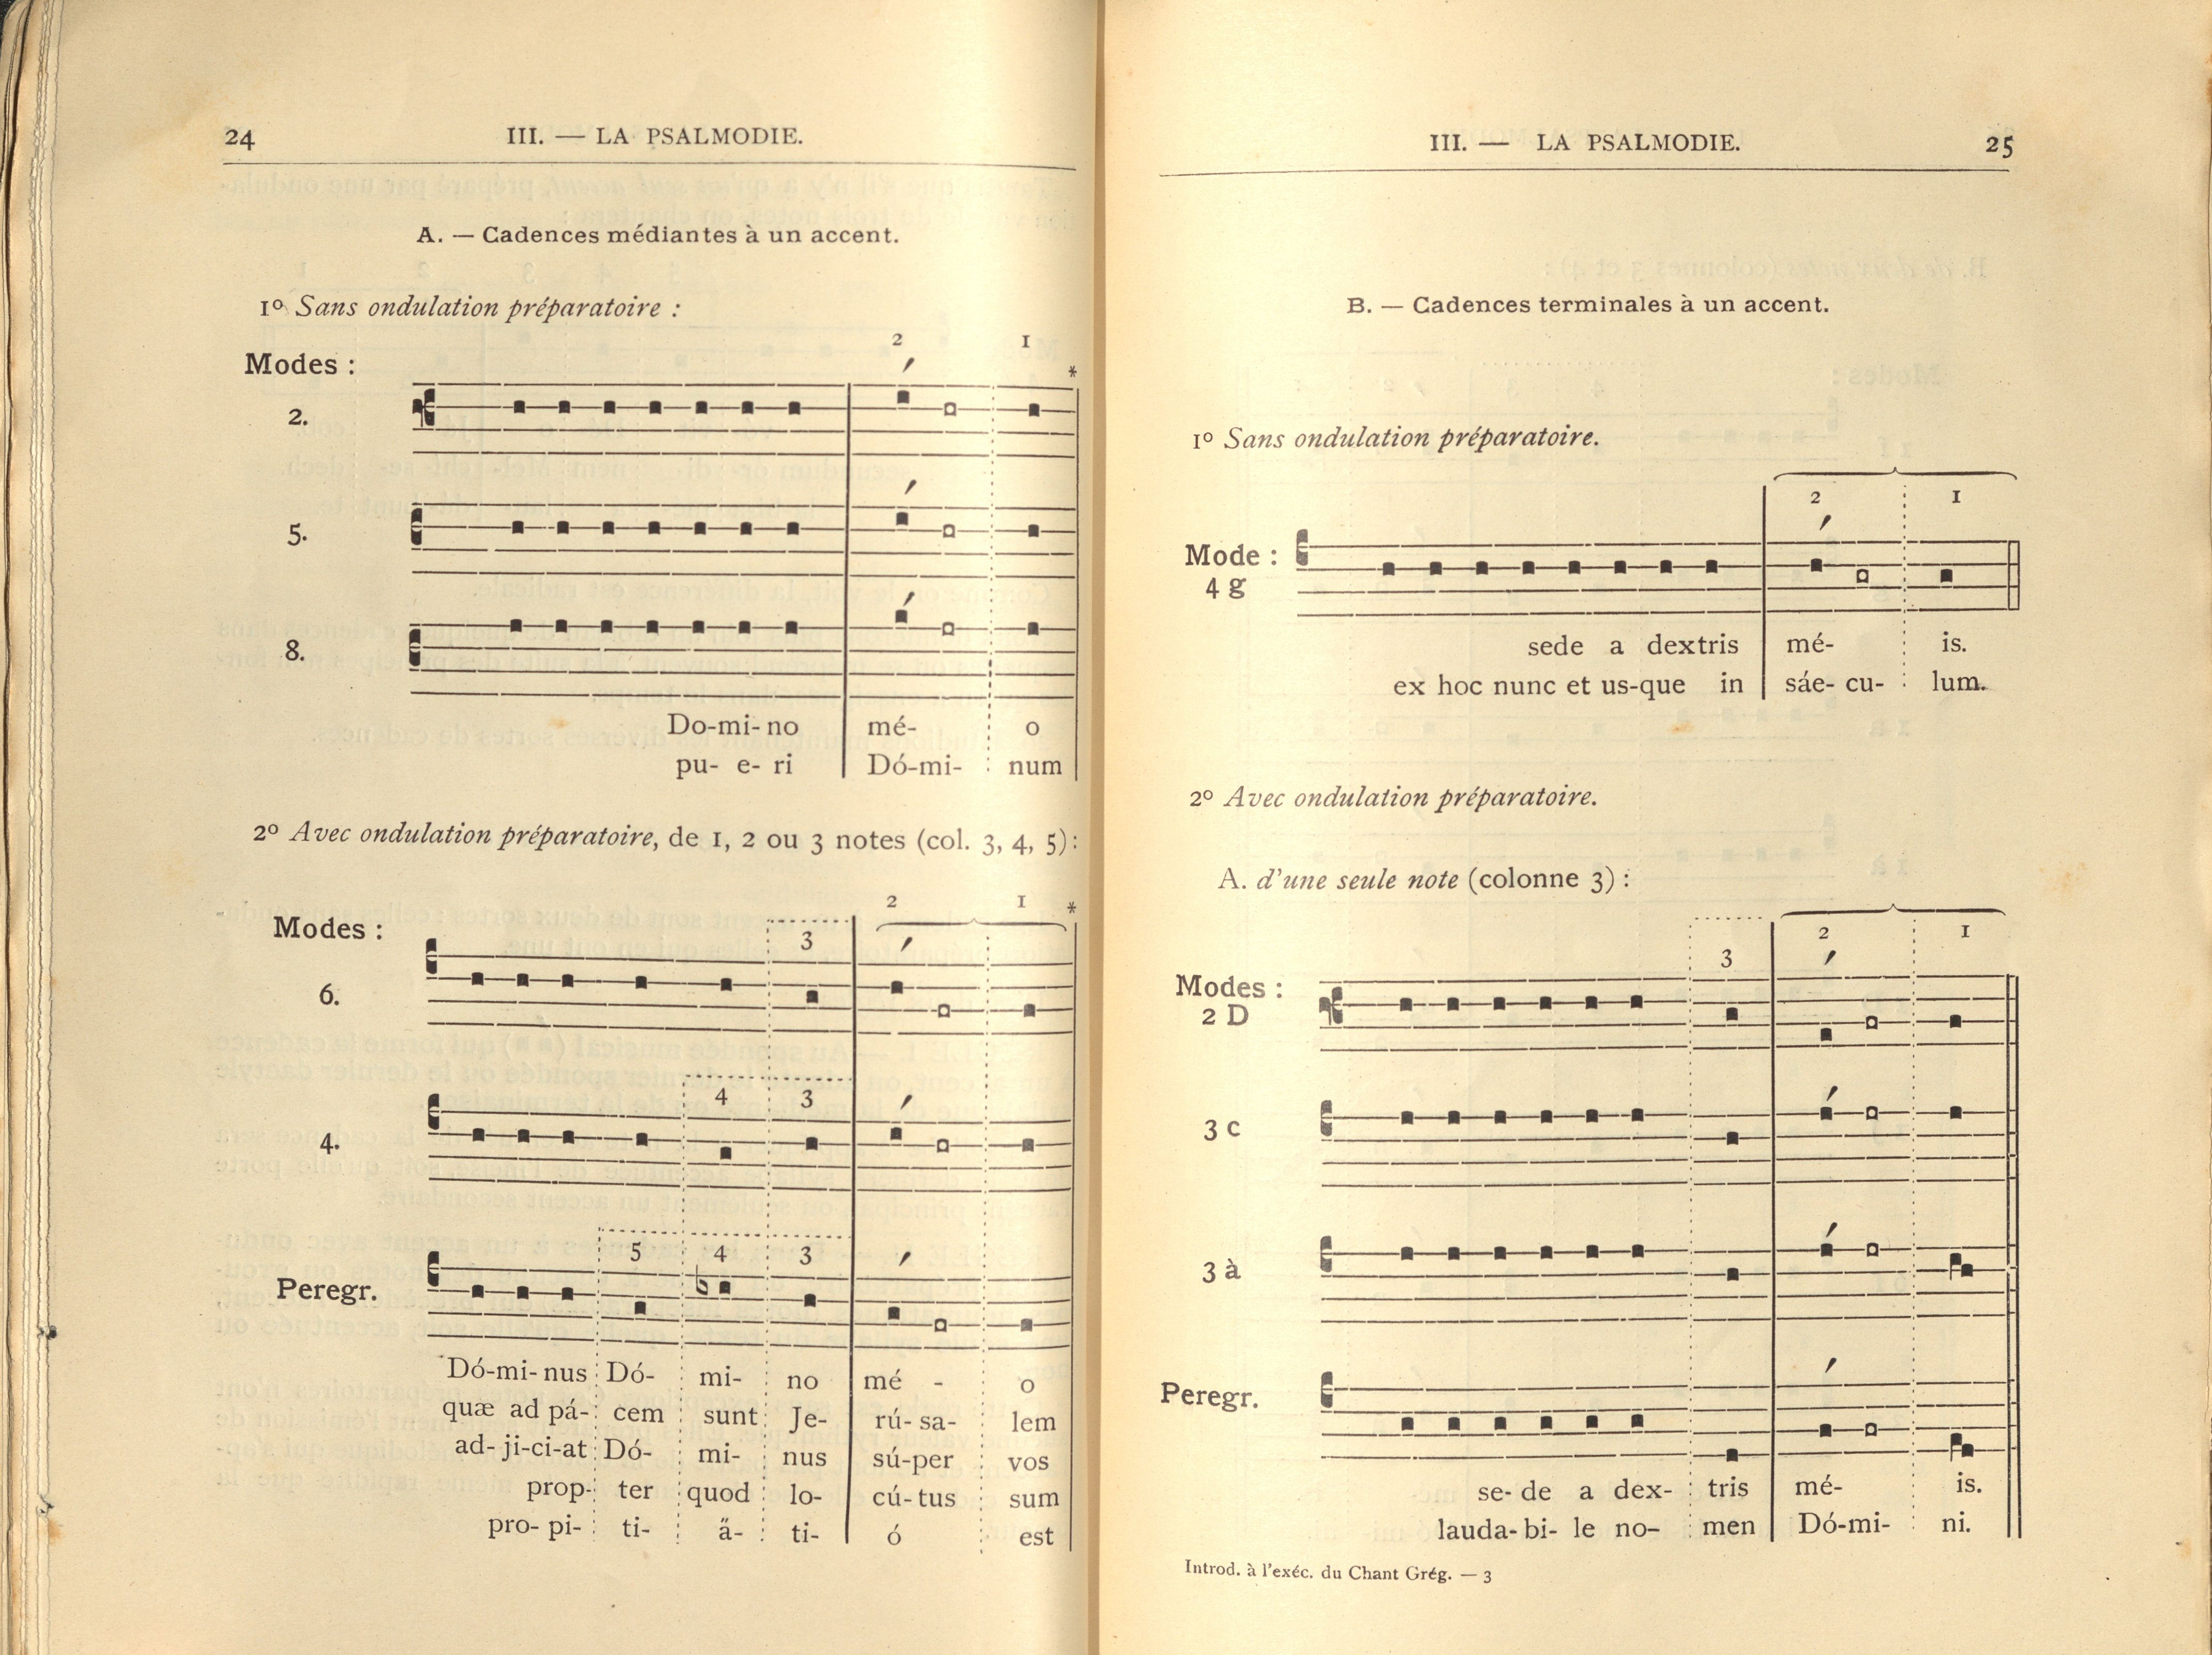 24
III. — LA PSALMODIE.
A. — Cadences médiantes à un accent.
1º Sans ondulation préparatoire :
2 1
Modes :
*
2.
5.
8.
Do-mi-no mé- o
pu- e- ri Dó-mi- num
2º Avec ondulation préparatoire, de 1, 2 ou 3 notes (col. 3, 4, 5):
2 1 *
Modes : 3
6.
4 3
4.
5 4 3
Peregr.
Dó-mi-nus Dó- mi- no mé - o
quæ ad pá- cem sunt Je- rú-sa- lem
ad-ji-ci-at Dó- mi- nus sú-per vos
prop- ter quod lo- cú-tus sum
pro-pi- ti- ä- ti- ó est
III. — LA PSALMODIE.
25
B. — Cadences terminales à un accent.
1º Sans ondulation préparatoire.
2 1
Mode :
4 g
sede a dextris mé- is.
ex hoc nunc et us-que in sáe-cu- lum.
2º Avec ondulation préparatoire.
A. d'une seule note (colonne 3) :
3 2 1
Modes :
2 D
3 c
3 à
Peregr.
se-de a dex- tris mé- is.
lauda-bi- le no- men Dó-mi- ni.
Introd. à l'exéc. du Chant Grég. — 3